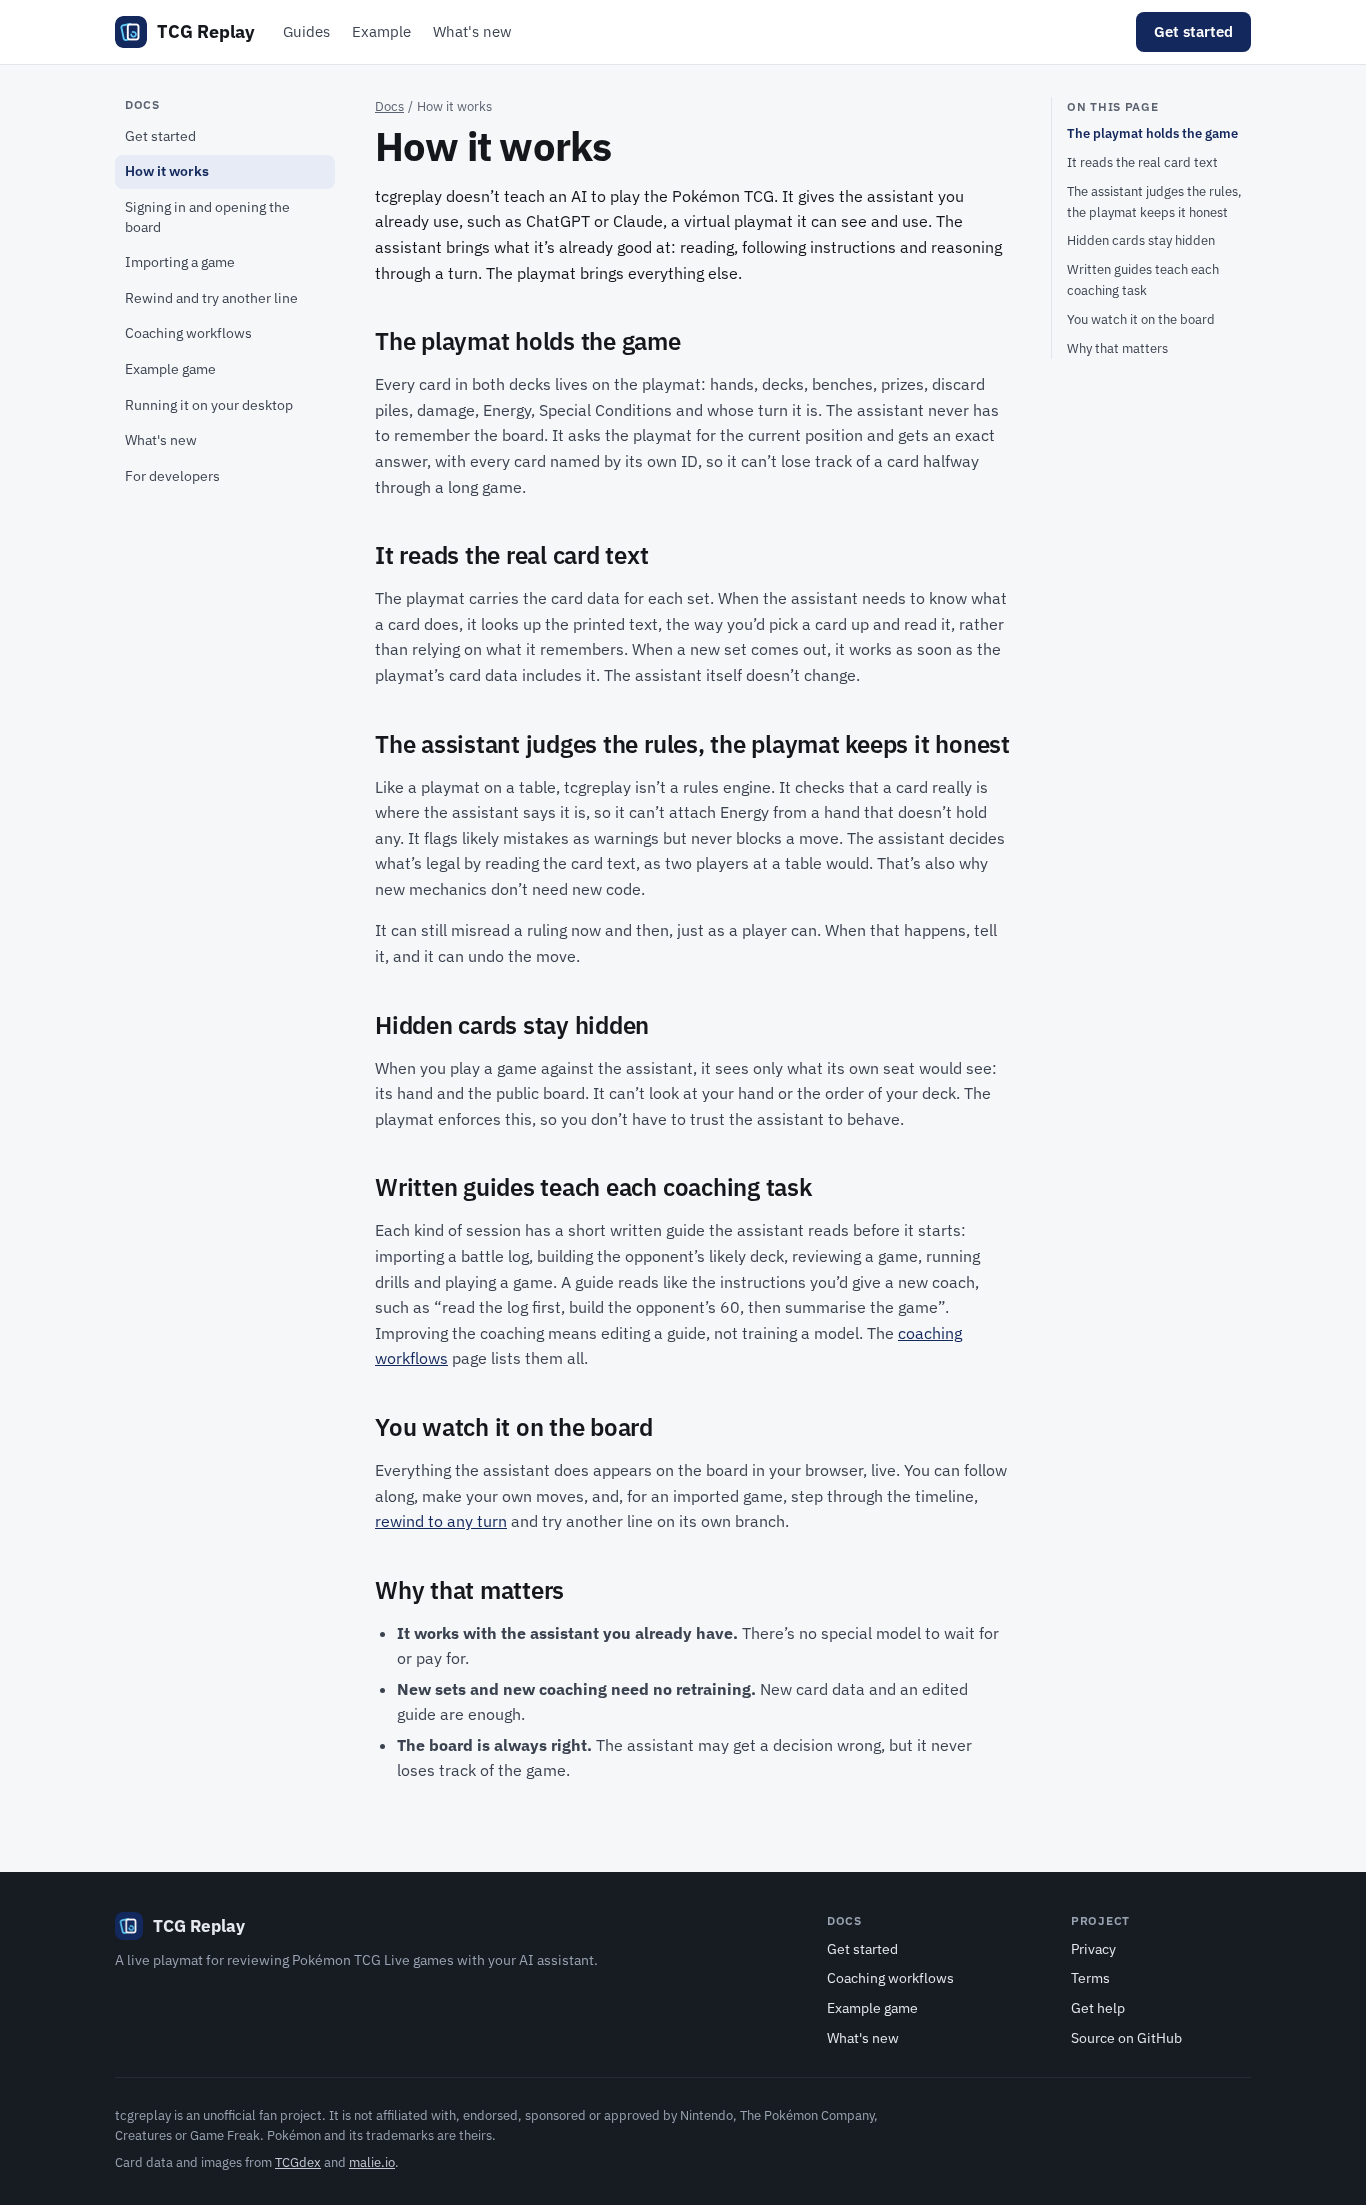 TCG Replay
Guides
Example
What's new
Get started
DOCS
Get started
How it works
Signing in and opening the
board
Importing a game
Rewind and try another line
Coaching workflows
Example game
Running it on your desktop
What's new
For developers
Docs / How it works
How it works
tcgreplay doesn’t teach an AI to play the Pokémon TCG. It gives the assistant you
already use, such as ChatGPT or Claude, a virtual playmat it can see and use. The
assistant brings what it’s already good at: reading, following instructions and reasoning
through a turn. The playmat brings everything else.
The playmat holds the game
Every card in both decks lives on the playmat: hands, decks, benches, prizes, discard
piles, damage, Energy, Special Conditions and whose turn it is. The assistant never has
to remember the board. It asks the playmat for the current position and gets an exact
answer, with every card named by its own ID, so it can’t lose track of a card halfway
through a long game.
It reads the real card text
The playmat carries the card data for each set. When the assistant needs to know what
a card does, it looks up the printed text, the way you’d pick a card up and read it, rather
than relying on what it remembers. When a new set comes out, it works as soon as the
playmat’s card data includes it. The assistant itself doesn’t change.
The assistant judges the rules, the playmat keeps it honest
Like a playmat on a table, tcgreplay isn’t a rules engine. It checks that a card really is
where the assistant says it is, so it can’t attach Energy from a hand that doesn’t hold
any. It flags likely mistakes as warnings but never blocks a move. The assistant decides
what’s legal by reading the card text, as two players at a table would. That’s also why
new mechanics don’t need new code.
It can still misread a ruling now and then, just as a player can. When that happens, tell
it, and it can undo the move.
Hidden cards stay hidden
When you play a game against the assistant, it sees only what its own seat would see:
its hand and the public board. It can’t look at your hand or the order of your deck. The
playmat enforces this, so you don’t have to trust the assistant to behave.
Written guides teach each coaching task
Each kind of session has a short written guide the assistant reads before it starts:
importing a battle log, building the opponent’s likely deck, reviewing a game, running
drills and playing a game. A guide reads like the instructions you’d give a new coach,
such as “read the log first, build the opponent’s 60, then summarise the game”.
Improving the coaching means editing a guide, not training a model. The coaching
workflows page lists them all.
You watch it on the board
Everything the assistant does appears on the board in your browser, live. You can follow
along, make your own moves, and, for an imported game, step through the timeline,
rewind to any turn and try another line on its own branch.
Why that matters
• It works with the assistant you already have. There’s no special model to wait for
or pay for.
• New sets and new coaching need no retraining. New card data and an edited
guide are enough.
• The board is always right. The assistant may get a decision wrong, but it never
loses track of the game.
ON THIS PAGE
The playmat holds the game
It reads the real card text
The assistant judges the rules,
the playmat keeps it honest
Hidden cards stay hidden
Written guides teach each
coaching task
You watch it on the board
Why that matters
TCG Replay
A live playmat for reviewing Pokémon TCG Live games with your AI assistant.
DOCS
Get started
Coaching workflows
Example game
What's new
PROJECT
Privacy
Terms
Get help
Source on GitHub
tcgreplay is an unofficial fan project. It is not affiliated with, endorsed, sponsored or approved by Nintendo, The Pokémon Company,
Creatures or Game Freak. Pokémon and its trademarks are theirs.
Card data and images from TCGdex and malie.io.